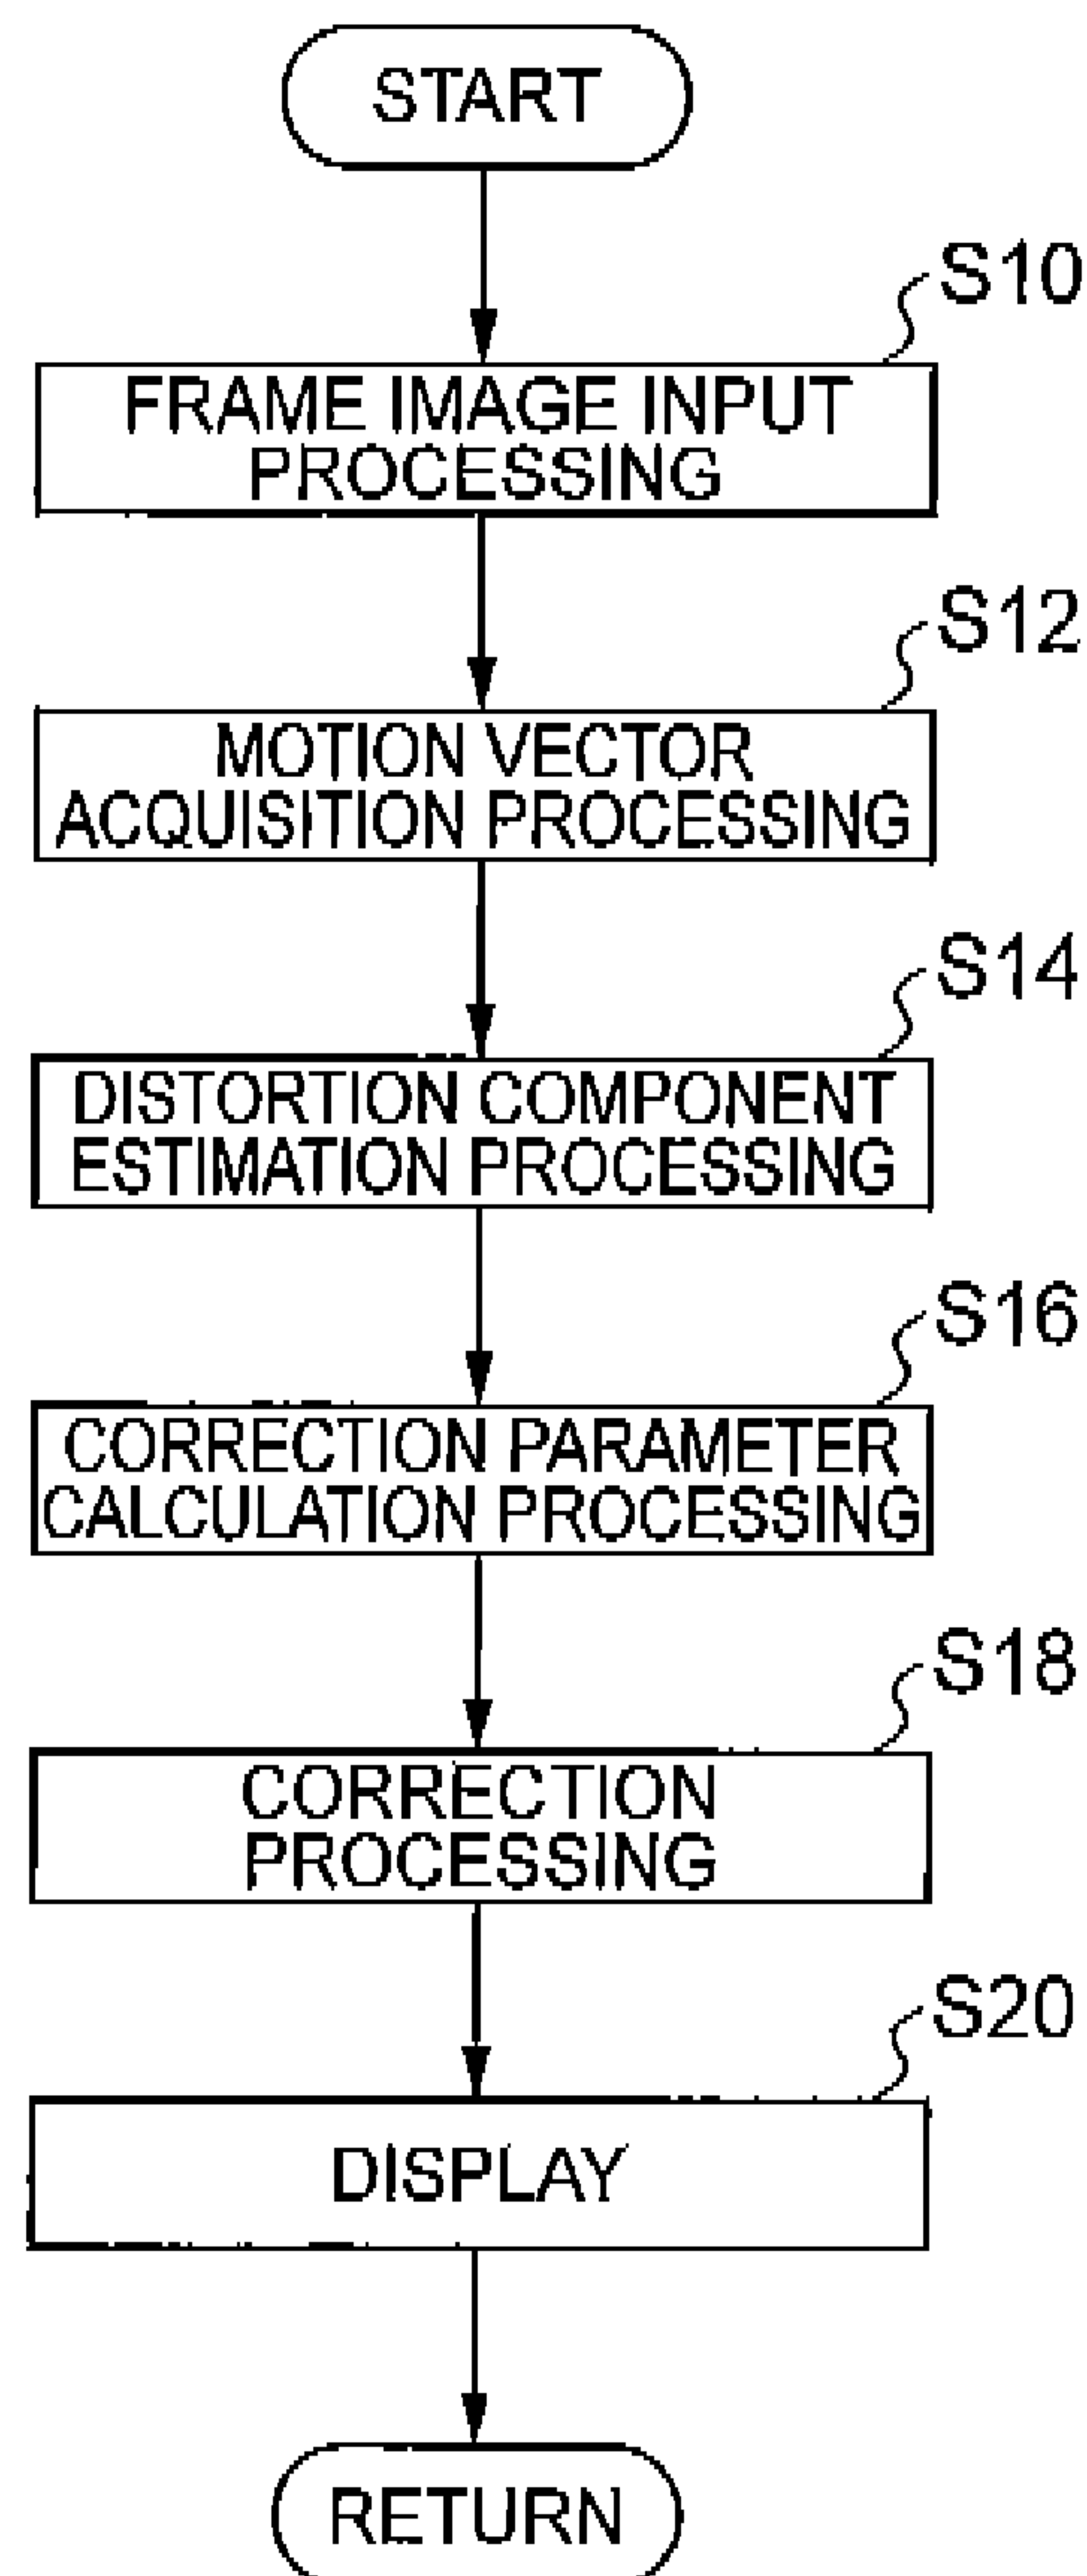 START
S10
FRAME IMAGE INPUT
PROCESSING
S12
MOTION VECTOR
ACQUISITION PROCESSING
S14
DISTORTION COMPONENT
ESTIMATION PROCESSING
S16
CORRECTION PARAMETER
CALCULATION PROCESSING
S18
CORRECTION
PROCESSING
S20
DISPLAY
RETURN